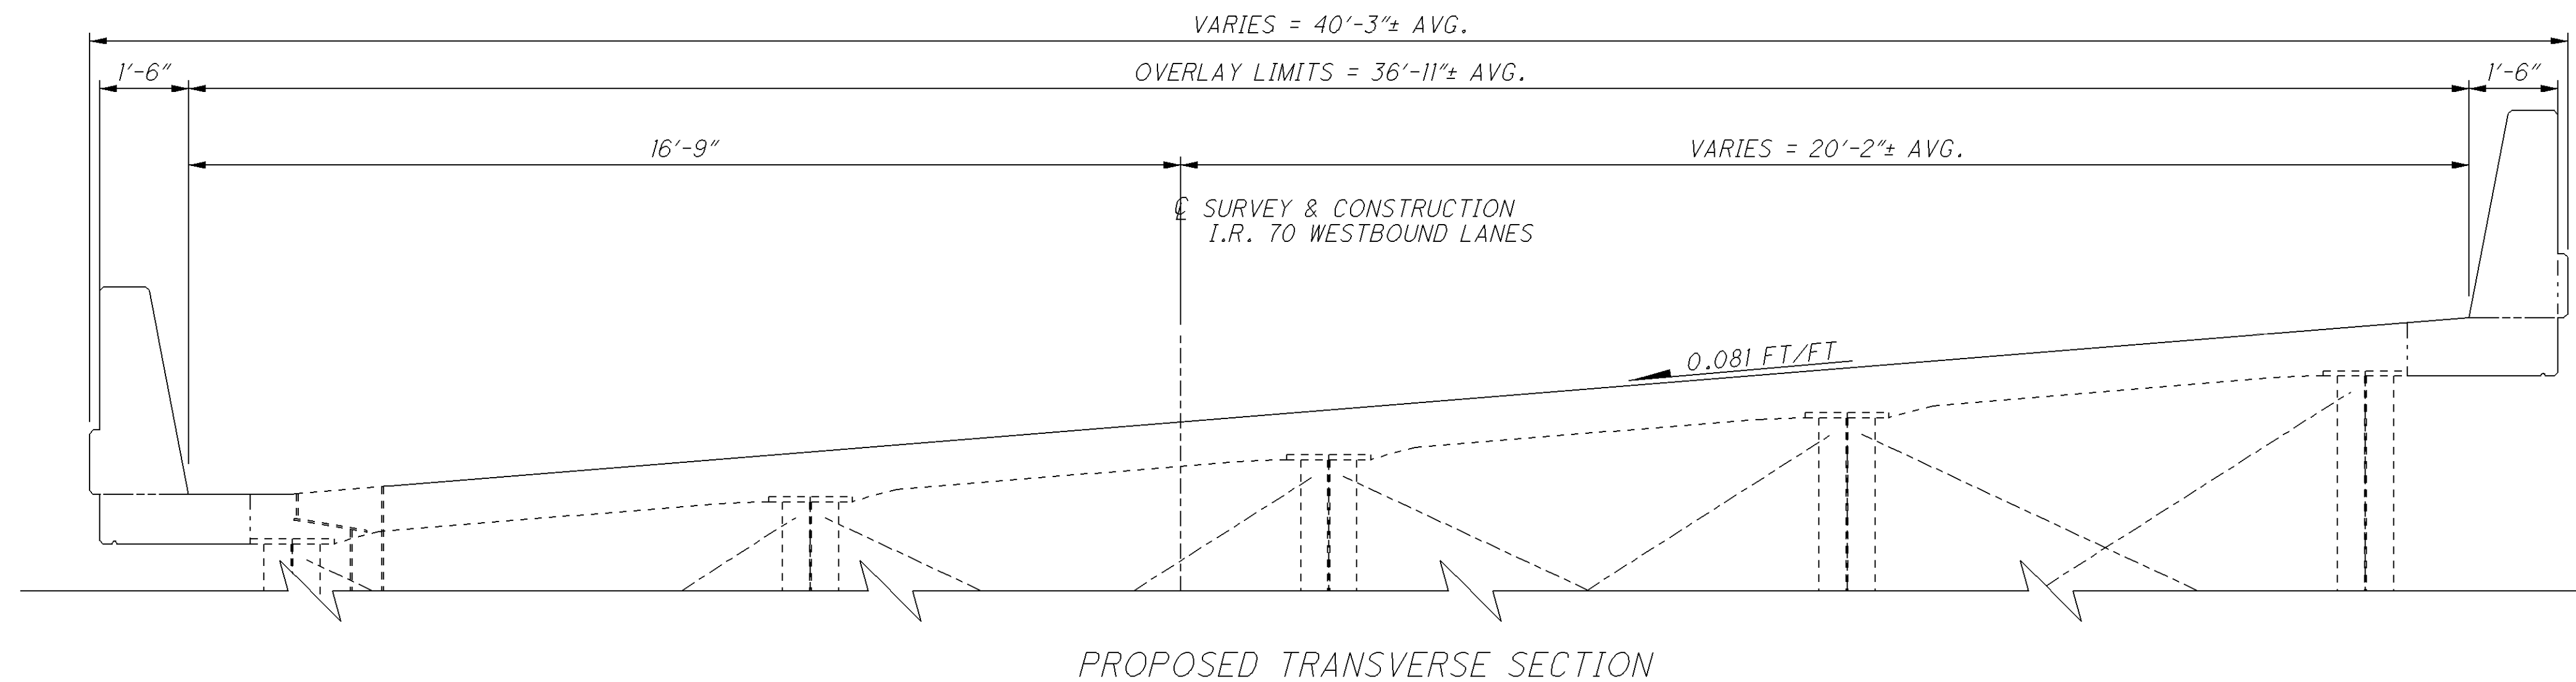 VARIES = 40'-3"± AVG.
1'-6"
OVERLAY LIMITS = 36'-11"± AVG.
1'-6"
16'-9"
VARIES = 20'-2"± AVG.
℄ SURVEY & CONSTRUCTION
I.R. 70 WESTBOUND LANES
0.081 FT/FT
PROPOSED TRANSVERSE SECTION